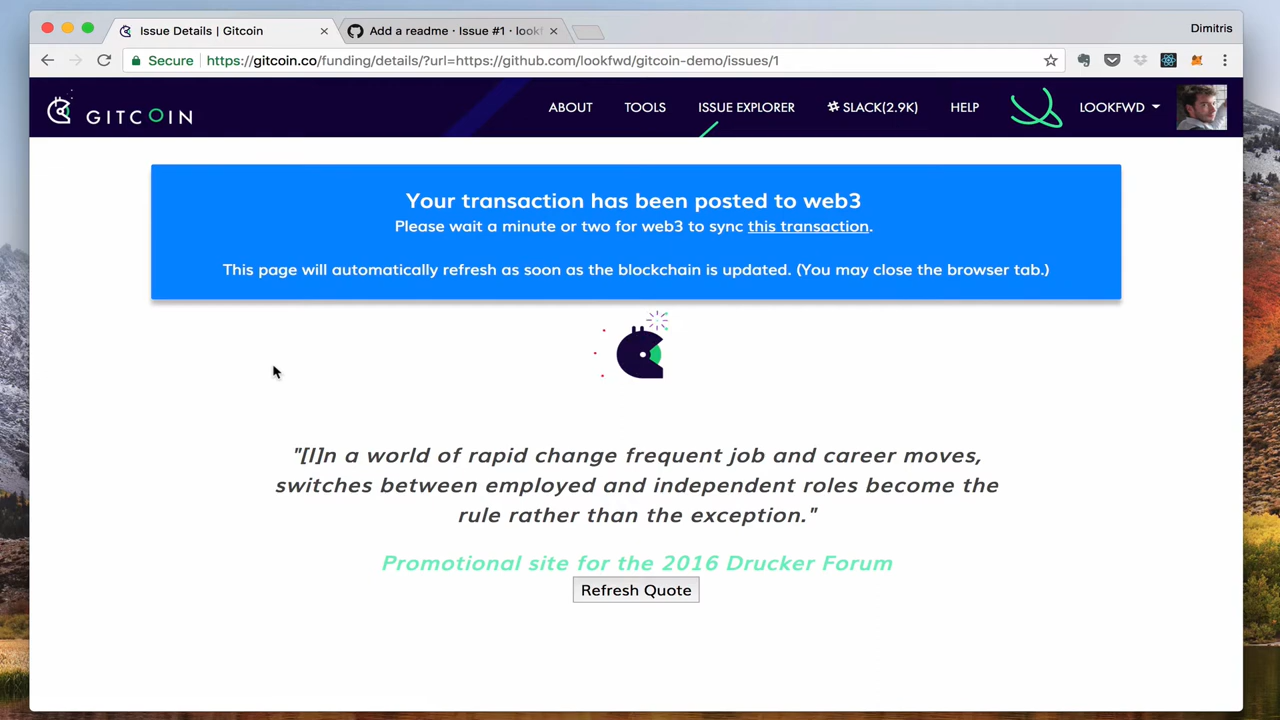 Issue Details | Gitcoin
Add a readme · Issue #1 · lookf
Dimitris
Secure
https://gitcoin.co/funding/details/?url=https://github.com/lookfwd/gitcoin-demo/issues/1
GITCOIN
ABOUT
TOOLS
ISSUE EXPLORER
SLACK(2.9K)
HELP
LOOKFWD
Your transaction has been posted to web3
Please wait a minute or two for web3 to sync this transaction.
This page will automatically refresh as soon as the blockchain is updated. (You may close the browser tab.)
"[I]n a world of rapid change frequent job and career moves,
switches between employed and independent roles become the
rule rather than the exception."
Promotional site for the 2016 Drucker Forum
Refresh Quote